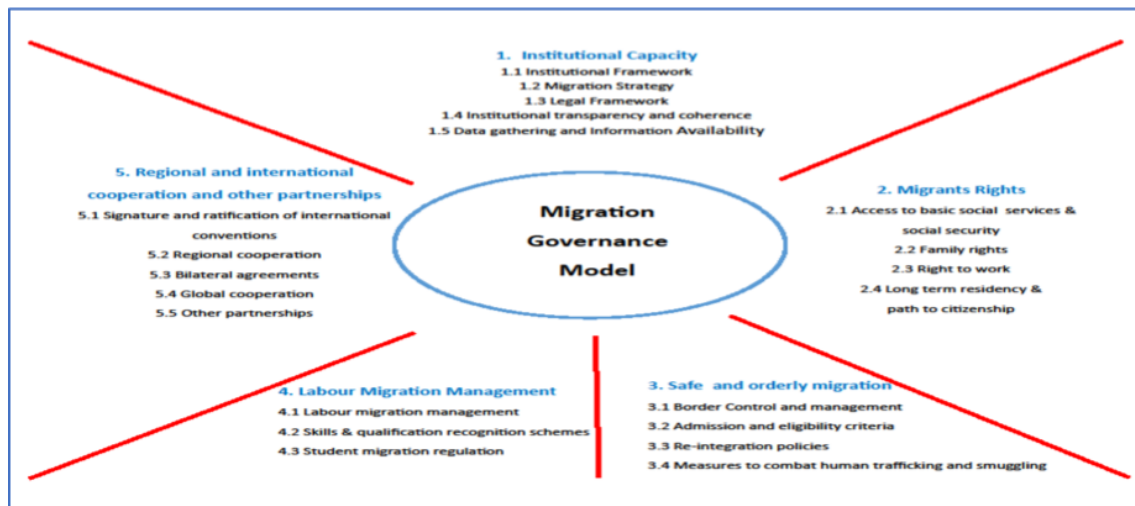 1. Institutional Capacity
1.1 Institutional Framework
1.2 Migration Strategy
1.3 Legal Framework
1.4 Institutional transparency and coherence
1.5 Data gathering and Information Availability
5. Regional and international
cooperation and other partnerships
5.1 Signature and ratification of international
conventions
5.2 Regional cooperation
5.3 Bilateral agreements
5.4 Global cooperation
5.5 Other partnerships
Migration
Governance
Model
2. Migrants Rights
2.1 Access to basic social services &
social security
2.2 Family rights
2.3 Right to work
2.4 Long term residency &
path to citizenship
4. Labour Migration Management
4.1 Labour migration management
4.2 Skills & qualification recognition schemes
4.3 Student migration regulation
3. Safe and orderly migration
3.1 Border Control and management
3.2 Admission and eligibility criteria
3.3 Re-integration policies
3.4 Measures to combat human trafficking and smuggling